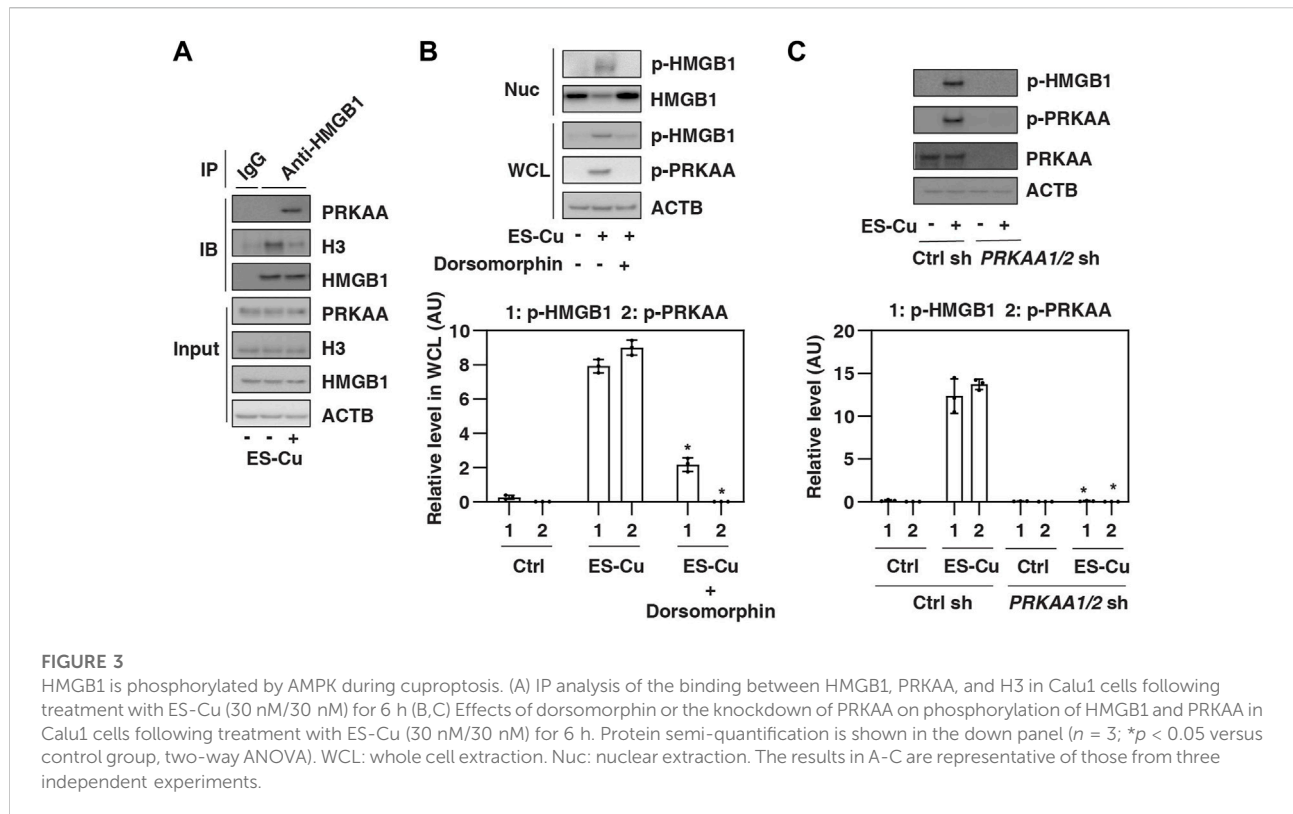 A
IP
IgG
Anti-HMGB1
IB
PRKAA
H3
HMGB1
Input
PRKAA
H3
HMGB1
ACTB
- - +
ES-Cu
B
Nuc
p-HMGB1
HMGB1
WCL
p-HMGB1
p-PRKAA
ACTB
ES-Cu - + +
Dorsomorphin - - +
1: p-HMGB1 2: p-PRKAA
Relative level in WCL (AU)
10
8
6
4
2
0
* *
1 2 1 2 1 2
Ctrl ES-Cu ES-Cu
+
Dorsomorphin
C
p-HMGB1
p-PRKAA
PRKAA
ACTB
ES-Cu - + - +
Ctrl sh PRKAA1/2 sh
1: p-HMGB1 2: p-PRKAA
Relative level (AU)
20
15
10
5
0
* *
1 2 1 2 1 2 1 2
Ctrl ES-Cu Ctrl ES-Cu
Ctrl sh PRKAA1/2 sh
FIGURE 3
HMGB1 is phosphorylated by AMPK during cuproptosis. (A) IP analysis of the binding between HMGB1, PRKAA, and H3 in Calu1 cells following
treatment with ES-Cu (30 nM/30 nM) for 6 h (B,C) Effects of dorsomorphin or the knockdown of PRKAA on phosphorylation of HMGB1 and PRKAA in
Calu1 cells following treatment with ES-Cu (30 nM/30 nM) for 6 h. Protein semi-quantification is shown in the down panel (n = 3; *p < 0.05 versus
control group, two-way ANOVA). WCL: whole cell extraction. Nuc: nuclear extraction. The results in A-C are representative of those from three
independent experiments.